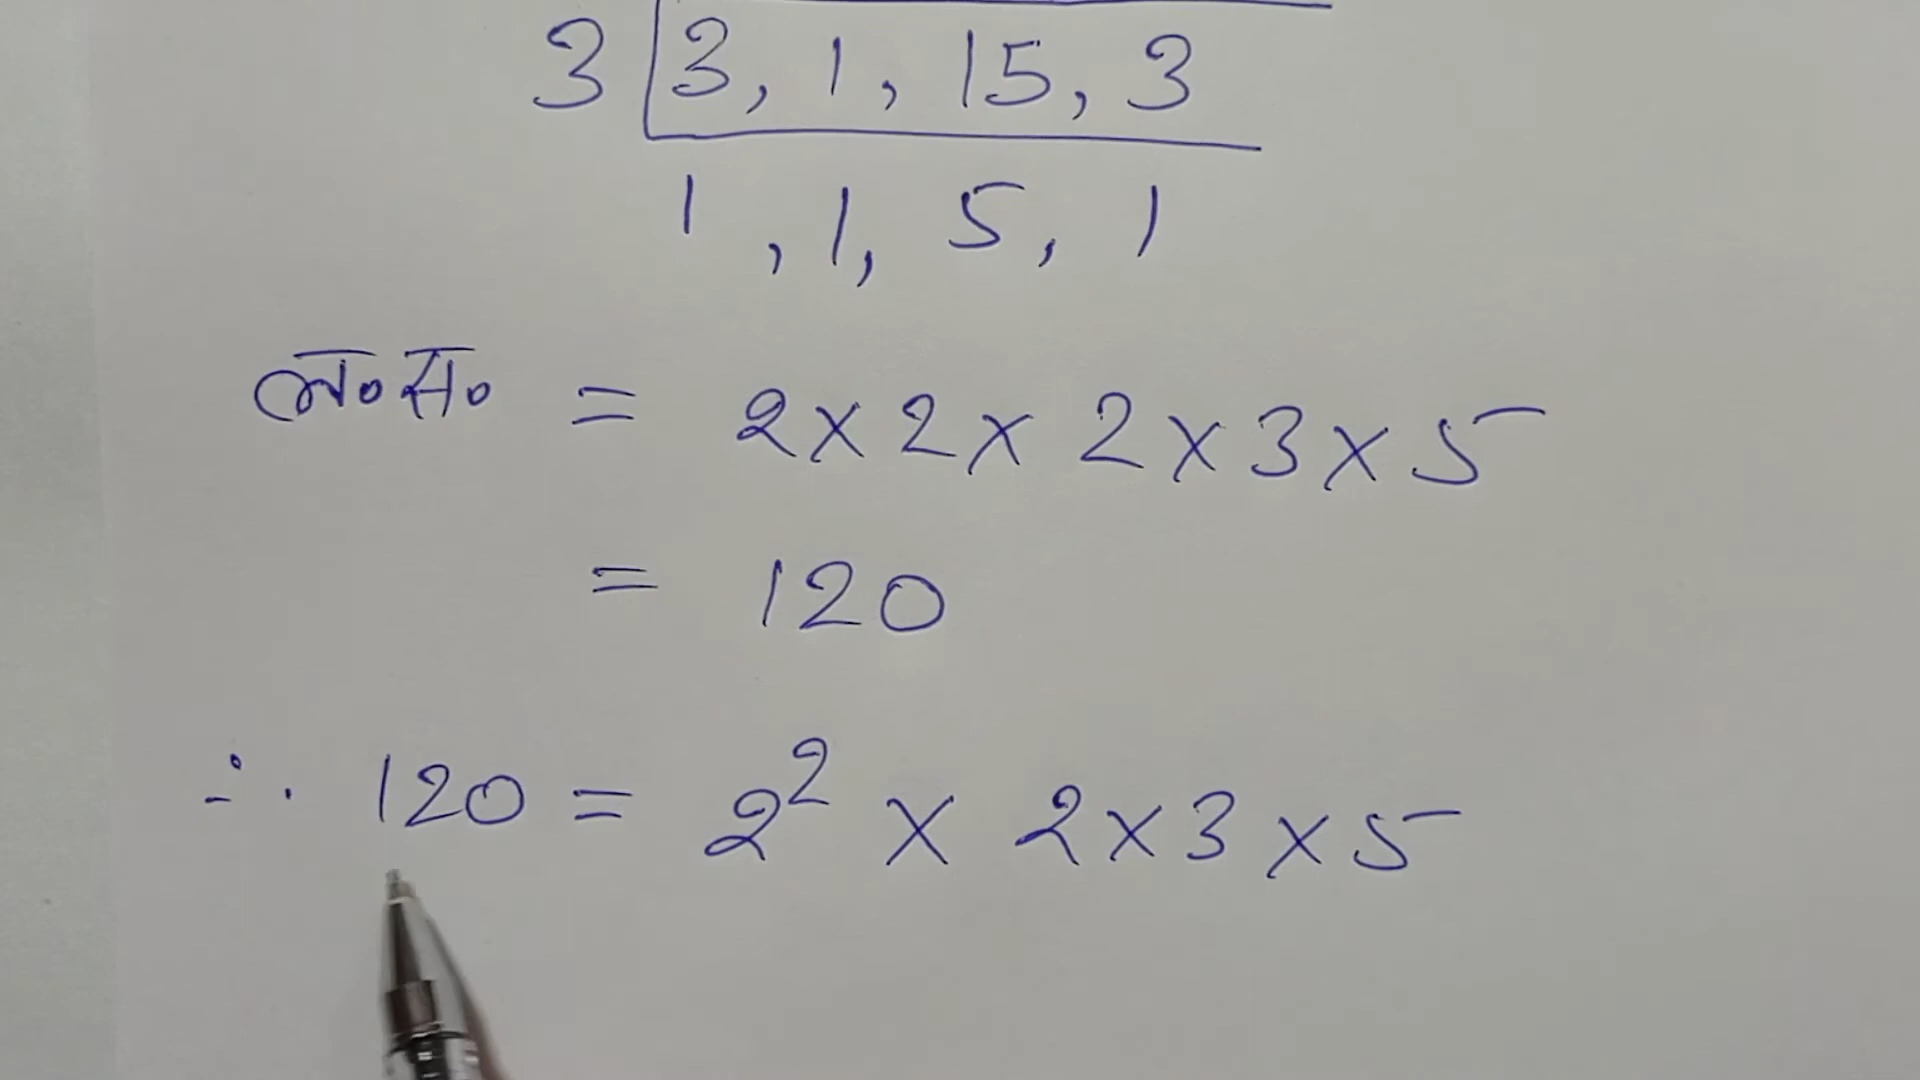 3 | 3, 1, 15, 3
1, 1, 5, 1
ल॰स॰ = 2 × 2 × 2 × 3 × 5
= 120
∴ 120 = 2² × 2 × 3 × 5